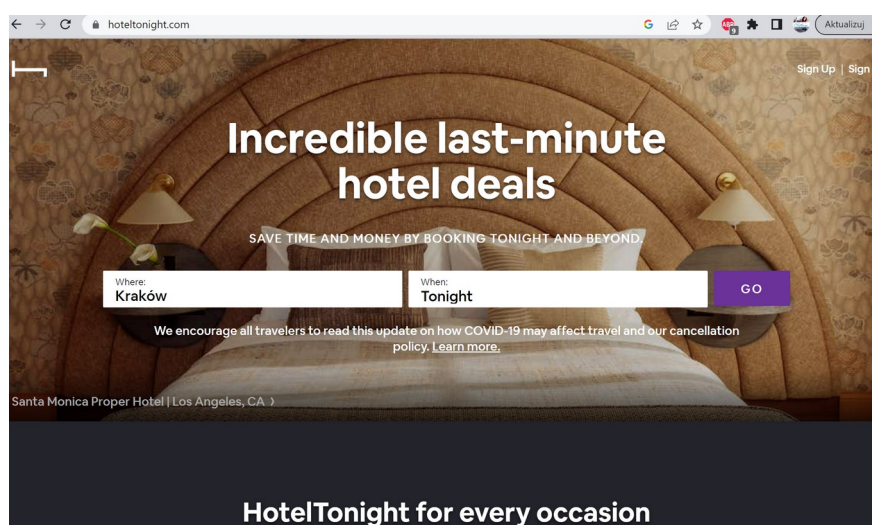 hoteltonight.com
ABP
9
Aktualizuj
Sign Up | Sign
Incredible last-minute
hotel deals
SAVE TIME AND MONEY BY BOOKING TONIGHT AND BEYOND.
Where:
Kraków
When:
Tonight
GO
We encourage all travelers to read this update on how COVID-19 may affect travel and our cancellation
policy. Learn more.
Santa Monica Proper Hotel | Los Angeles, CA
HotelTonight for every occasion